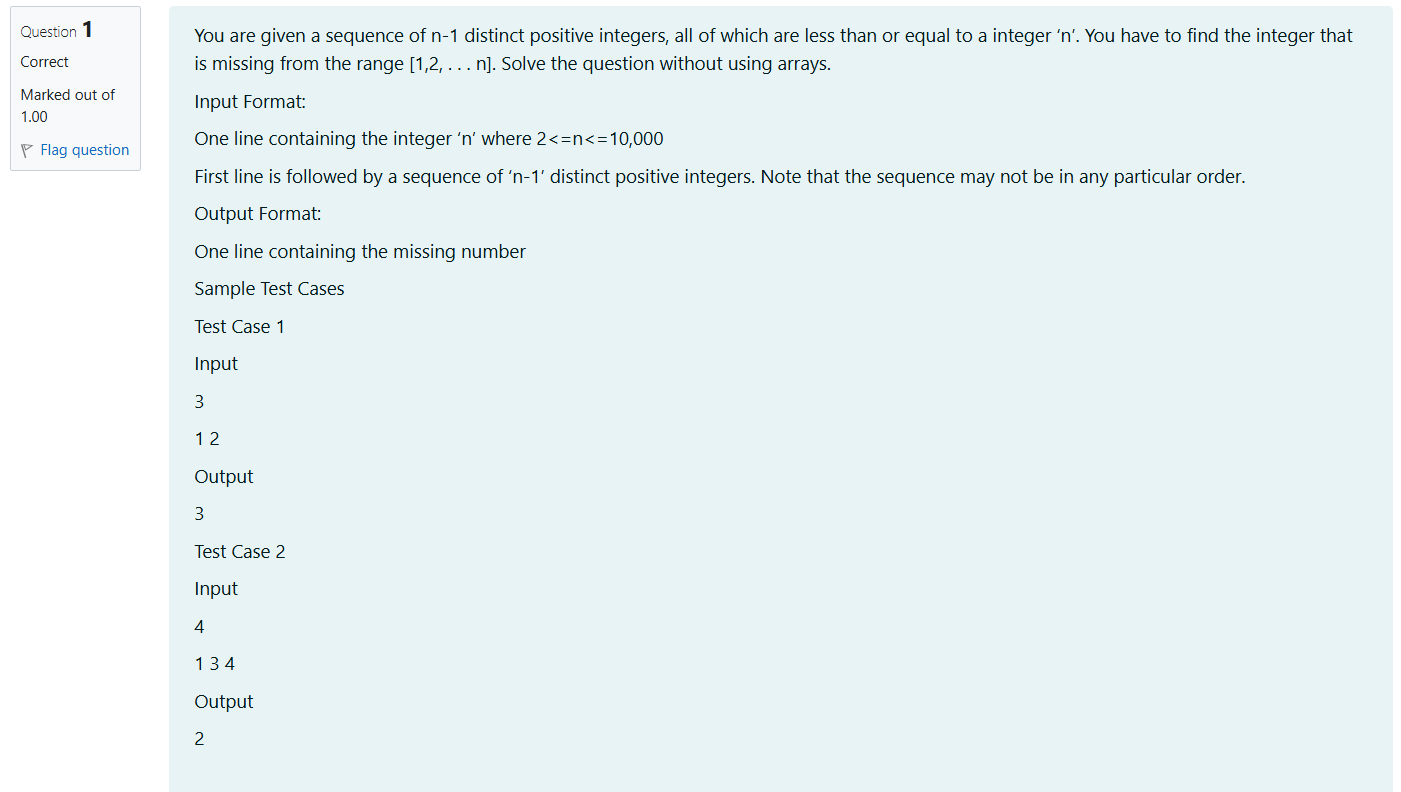 Question 1
Correct
Marked out of
1.00
Flag question
You are given a sequence of n-1 distinct positive integers, all of which are less than or equal to a integer ‘n’. You have to find the integer that
is missing from the range [1,2, . . . n]. Solve the question without using arrays.
Input Format:
One line containing the integer ‘n’ where 2<=n<=10,000
First line is followed by a sequence of ‘n-1’ distinct positive integers. Note that the sequence may not be in any particular order.
Output Format:
One line containing the missing number
Sample Test Cases
Test Case 1
Input
3
1 2
Output
3
Test Case 2
Input
4
1 3 4
Output
2